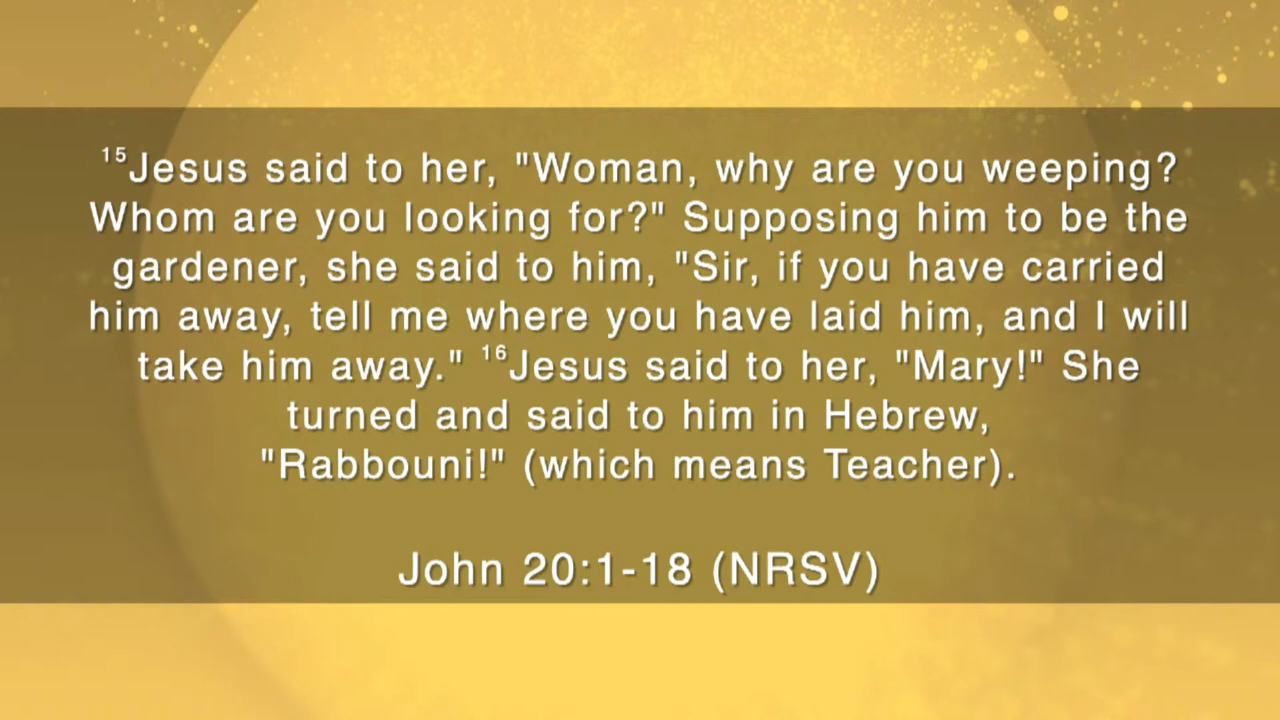 15Jesus said to her, "Woman, why are you weeping?
Whom are you looking for?" Supposing him to be the
gardener, she said to him, "Sir, if you have carried
him away, tell me where you have laid him, and I will
take him away." 16Jesus said to her, "Mary!" She
turned and said to him in Hebrew,
"Rabbouni!" (which means Teacher).
John 20:1-18 (NRSV)